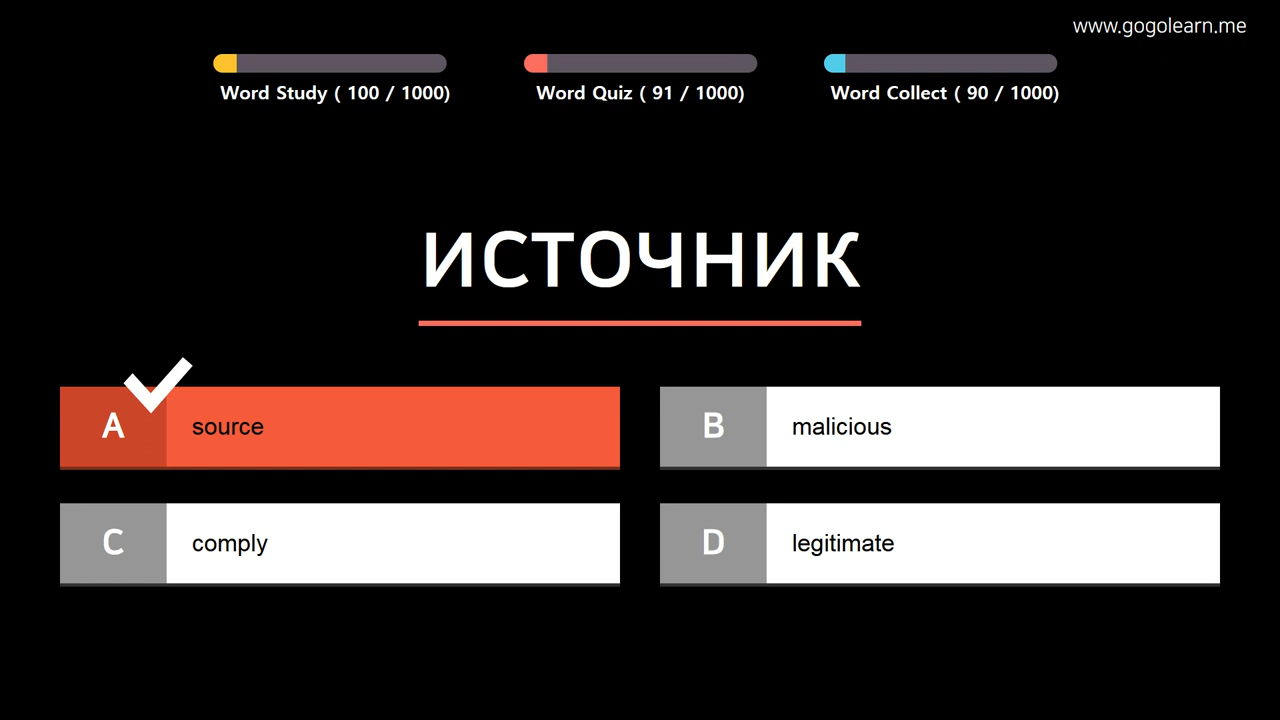 www.gogolearn.me
Word Study ( 100 / 1000)
Word Quiz ( 91 / 1000)
Word Collect ( 90 / 1000)
ИСТОЧНИК
A source
B malicious
C comply
D legitimate